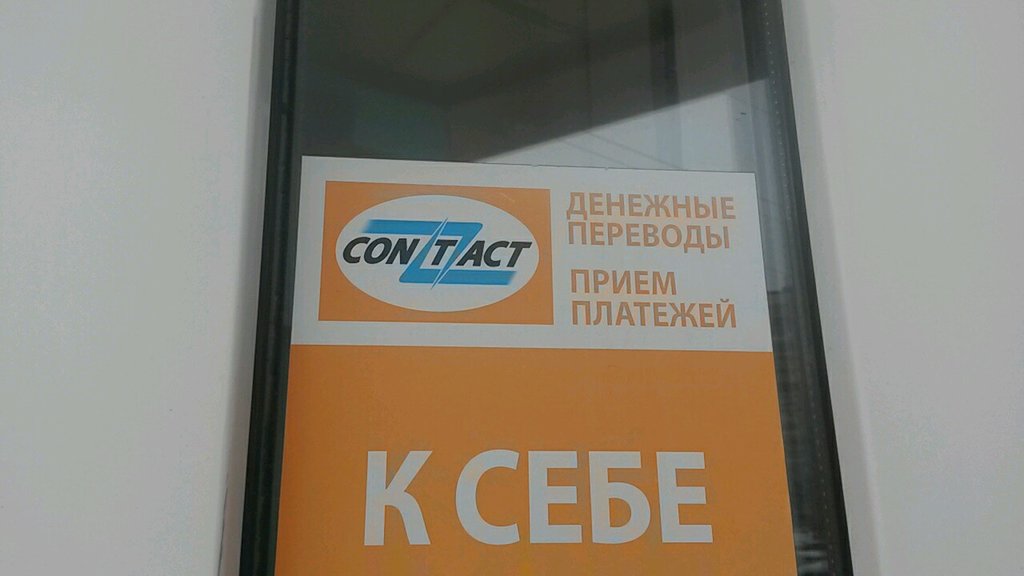 CONTACT
ДЕНЕЖНЫЕ
ПЕРЕВОДЫ
ПРИЕМ
ПЛАТЕЖЕЙ
К СЕБЕ